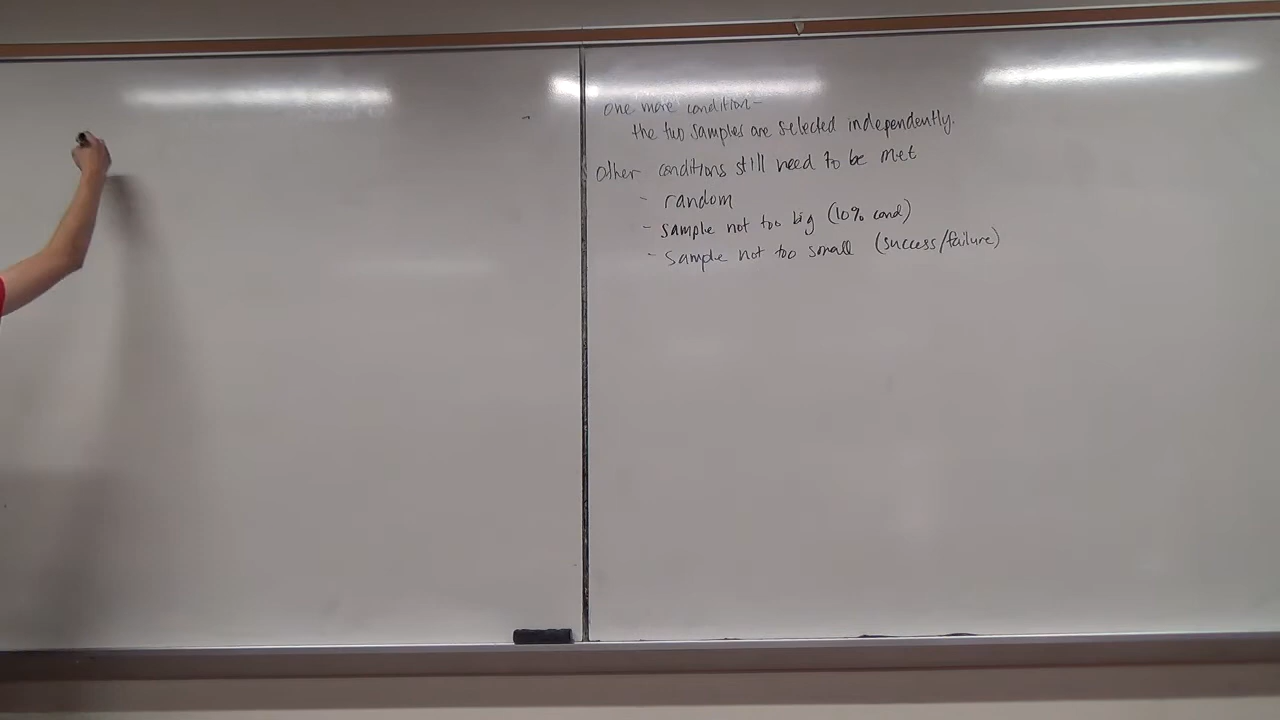 one more condition-
the two samples are selected independently.
Other conditions still need to be met
- random
- sample not too big (10% cond)
- sample not too small (success/failure)